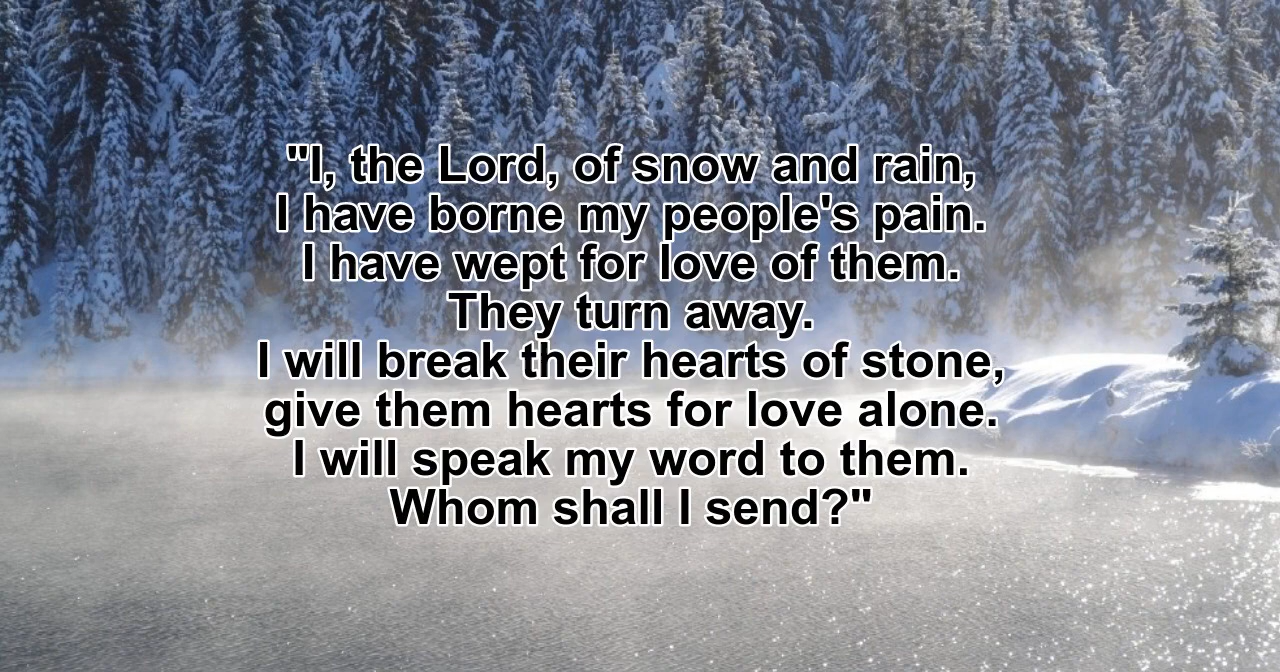 "I, the Lord, of snow and rain,
I have borne my people's pain.
I have wept for love of them.
They turn away.
I will break their hearts of stone,
give them hearts for love alone.
I will speak my word to them.
Whom shall I send?"